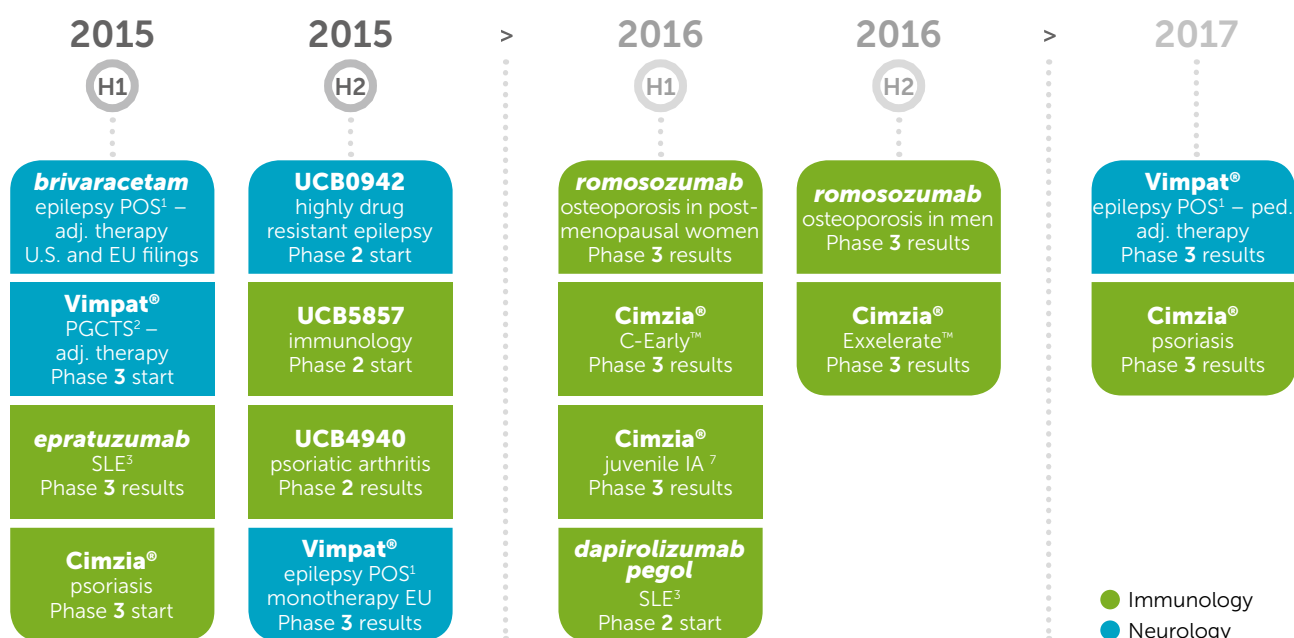 2015
H1
brivaracetam
epilepsy POS1 –
adj. therapy
U.S. and EU filings
Vimpat®
PGCTS2 –
adj. therapy
Phase 3 start
epratuzumab
SLE3
Phase 3 results
Cimzia®
psoriasis
Phase 3 start
2015
H2
UCB0942
highly drug
resistant epilepsy
Phase 2 start
UCB5857
immunology
Phase 2 start
UCB4940
psoriatic arthritis
Phase 2 results
Vimpat®
epilepsy POS1
monotherapy EU
Phase 3 results
>
2016
H1
romosozumab
osteoporosis in post-
menopausal women
Phase 3 results
Cimzia®
C-Early™
Phase 3 results
Cimzia®
juvenile IA 7
Phase 3 results
dapirolizumab
pegol
SLE3
Phase 2 start
2016
H2
romosozumab
osteoporosis in men
Phase 3 results
Cimzia®
Exxelerate™
Phase 3 results
>
2017
Vimpat®
epilepsy POS1 – ped.
adj. therapy
Phase 3 results
Cimzia®
psoriasis
Phase 3 results
Immunology
Neurology